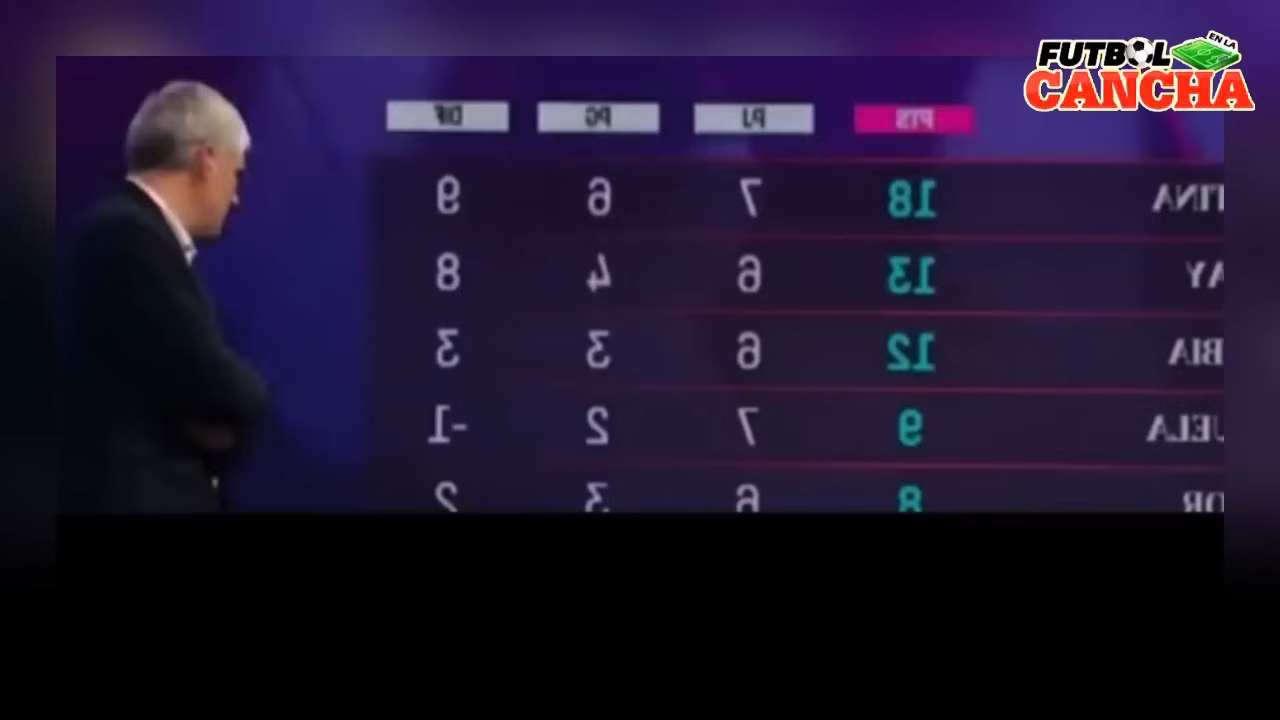 FUTBOL EN LA
CANCHA
PTS PJ PG DIF
TINA 18 7 6 9
AY 13 6 4 8
BIA 12 6 3 3
UELA 9 7 2 -1
OR 8 6 3 2